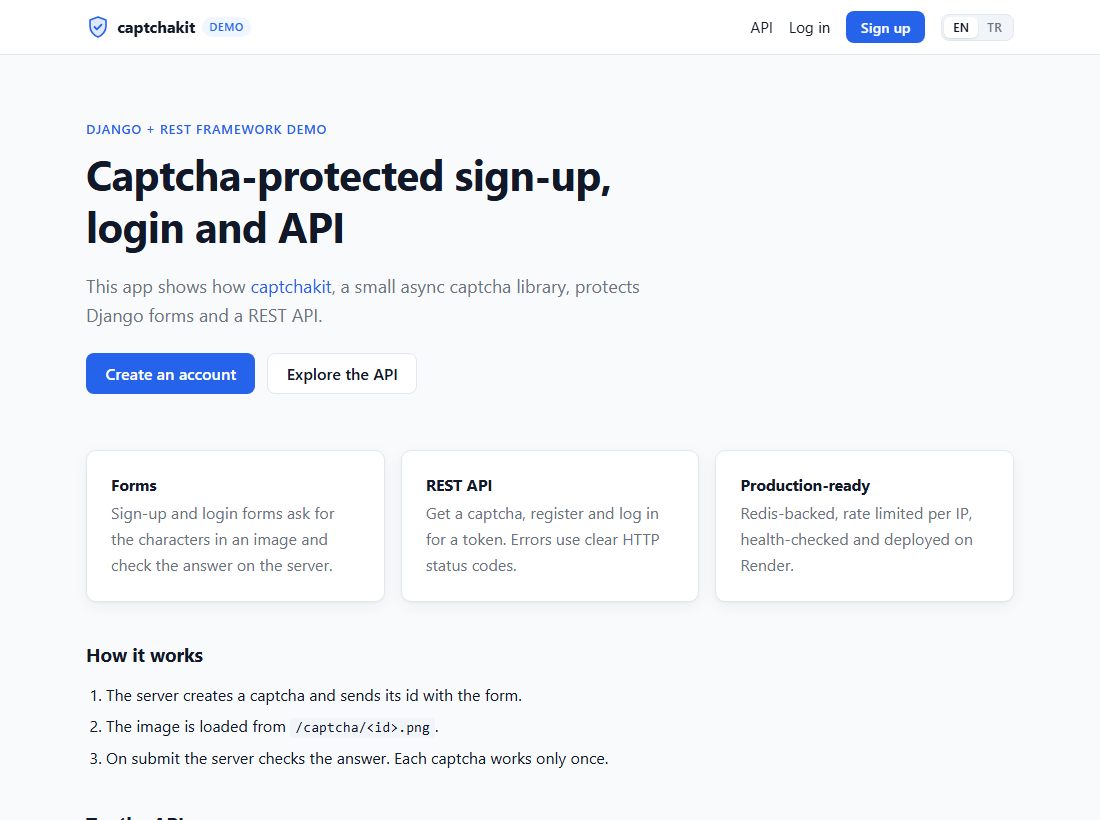 captchakit DEMO API Log in Sign up EN TR
DJANGO + REST FRAMEWORK DEMO
Captcha-protected sign-up,
login and API
This app shows how captchakit, a small async captcha library, protects
Django forms and a REST API.
Create an account Explore the API
Forms
Sign-up and login forms ask for
the characters in an image and
check the answer on the server.
REST API
Get a captcha, register and log in
for a token. Errors use clear HTTP
status codes.
Production-ready
Redis-backed, rate limited per IP,
health-checked and deployed on
Render.
How it works
1. The server creates a captcha and sends its id with the form.
2. The image is loaded from /captcha/<id>.png .
3. On submit the server checks the answer. Each captcha works only once.